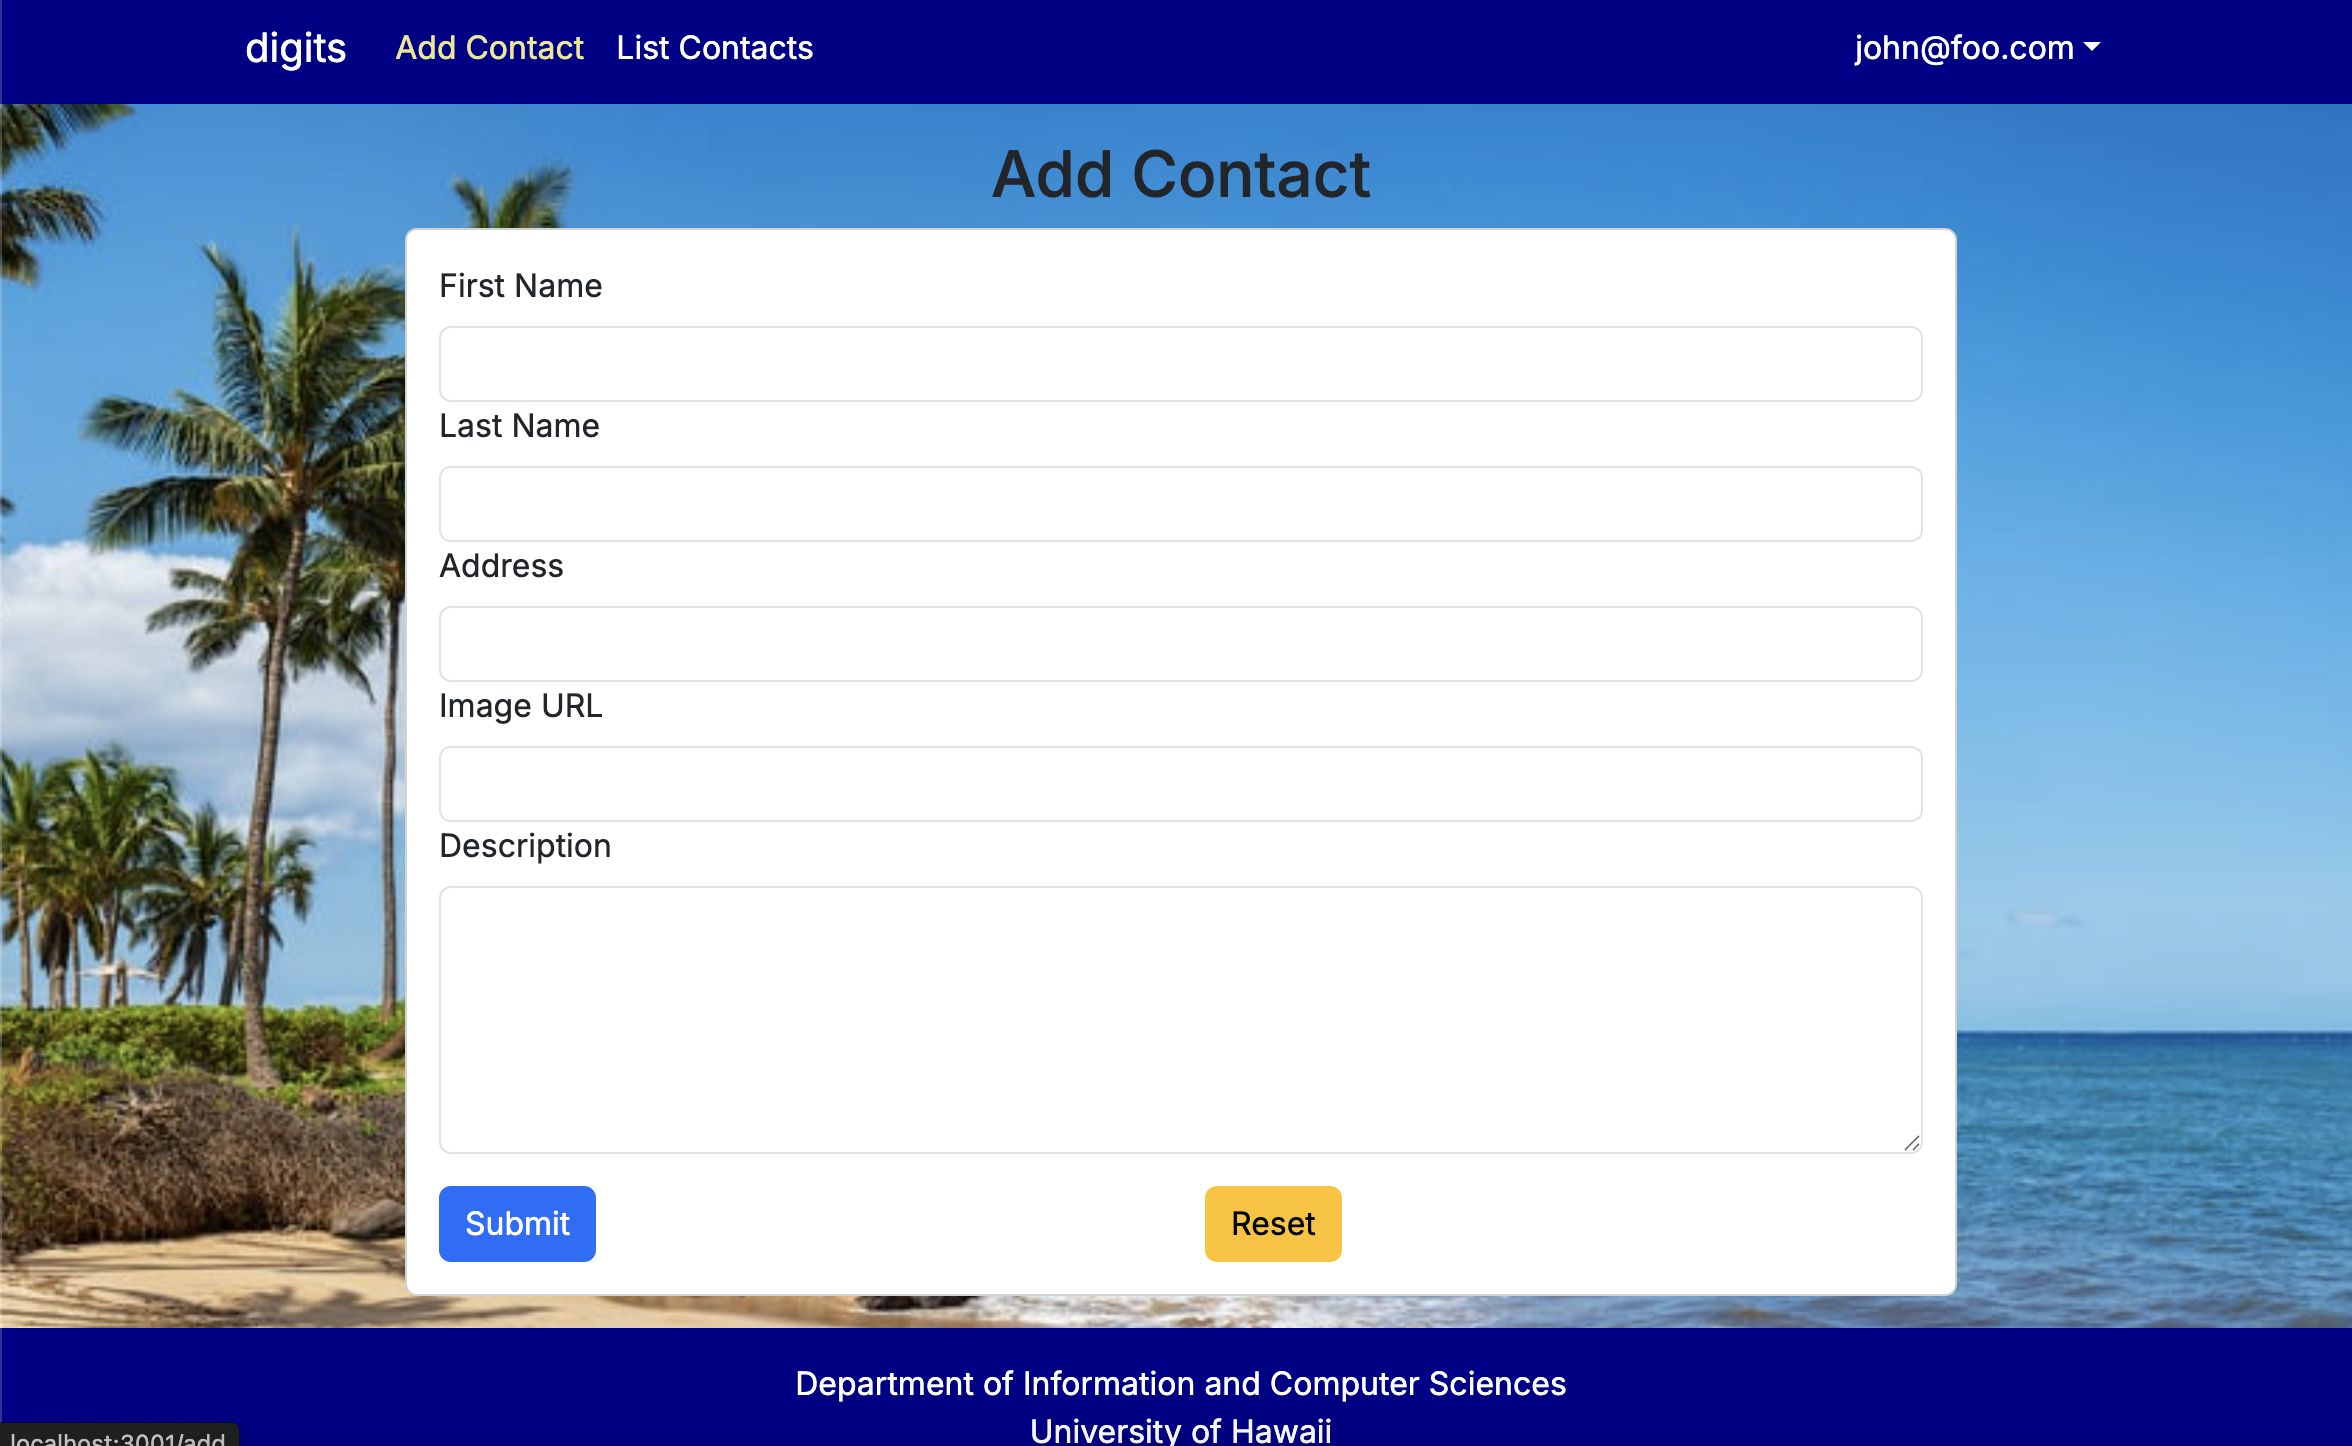 digits Add Contact List Contacts john@foo.com
Add Contact
First Name
Last Name
Address
Image URL
Description
Submit Reset
Department of Information and Computer Sciences
University of Hawaii
localhost:3001/add